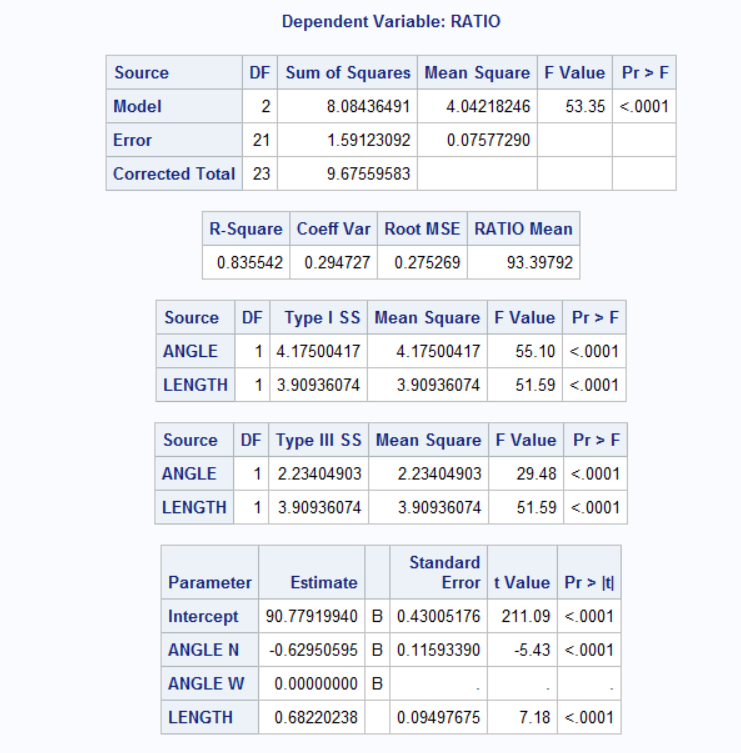 Dependent Variable: RATIO
Source DF Sum of Squares Mean Square F Value Pr > F
Model 2 8.08436491 4.04218246 53.35 <.0001
Error 21 1.59123092 0.07577290
Corrected Total 23 9.67559583
R-Square Coeff Var Root MSE RATIO Mean
0.835542 0.294727 0.275269 93.39792
Source DF Type I SS Mean Square F Value Pr > F
ANGLE 1 4.17500417 4.17500417 55.10 <.0001
LENGTH 1 3.90936074 3.90936074 51.59 <.0001
Source DF Type III SS Mean Square F Value Pr > F
ANGLE 1 2.23404903 2.23404903 29.48 <.0001
LENGTH 1 3.90936074 3.90936074 51.59 <.0001
Standard
Parameter Estimate Error t Value Pr > |t|
Intercept 90.77919940 B 0.43005176 211.09 <.0001
ANGLE N -0.62950595 B 0.11593390 -5.43 <.0001
ANGLE W 0.00000000 B . . .
LENGTH 0.68220238 0.09497675 7.18 <.0001